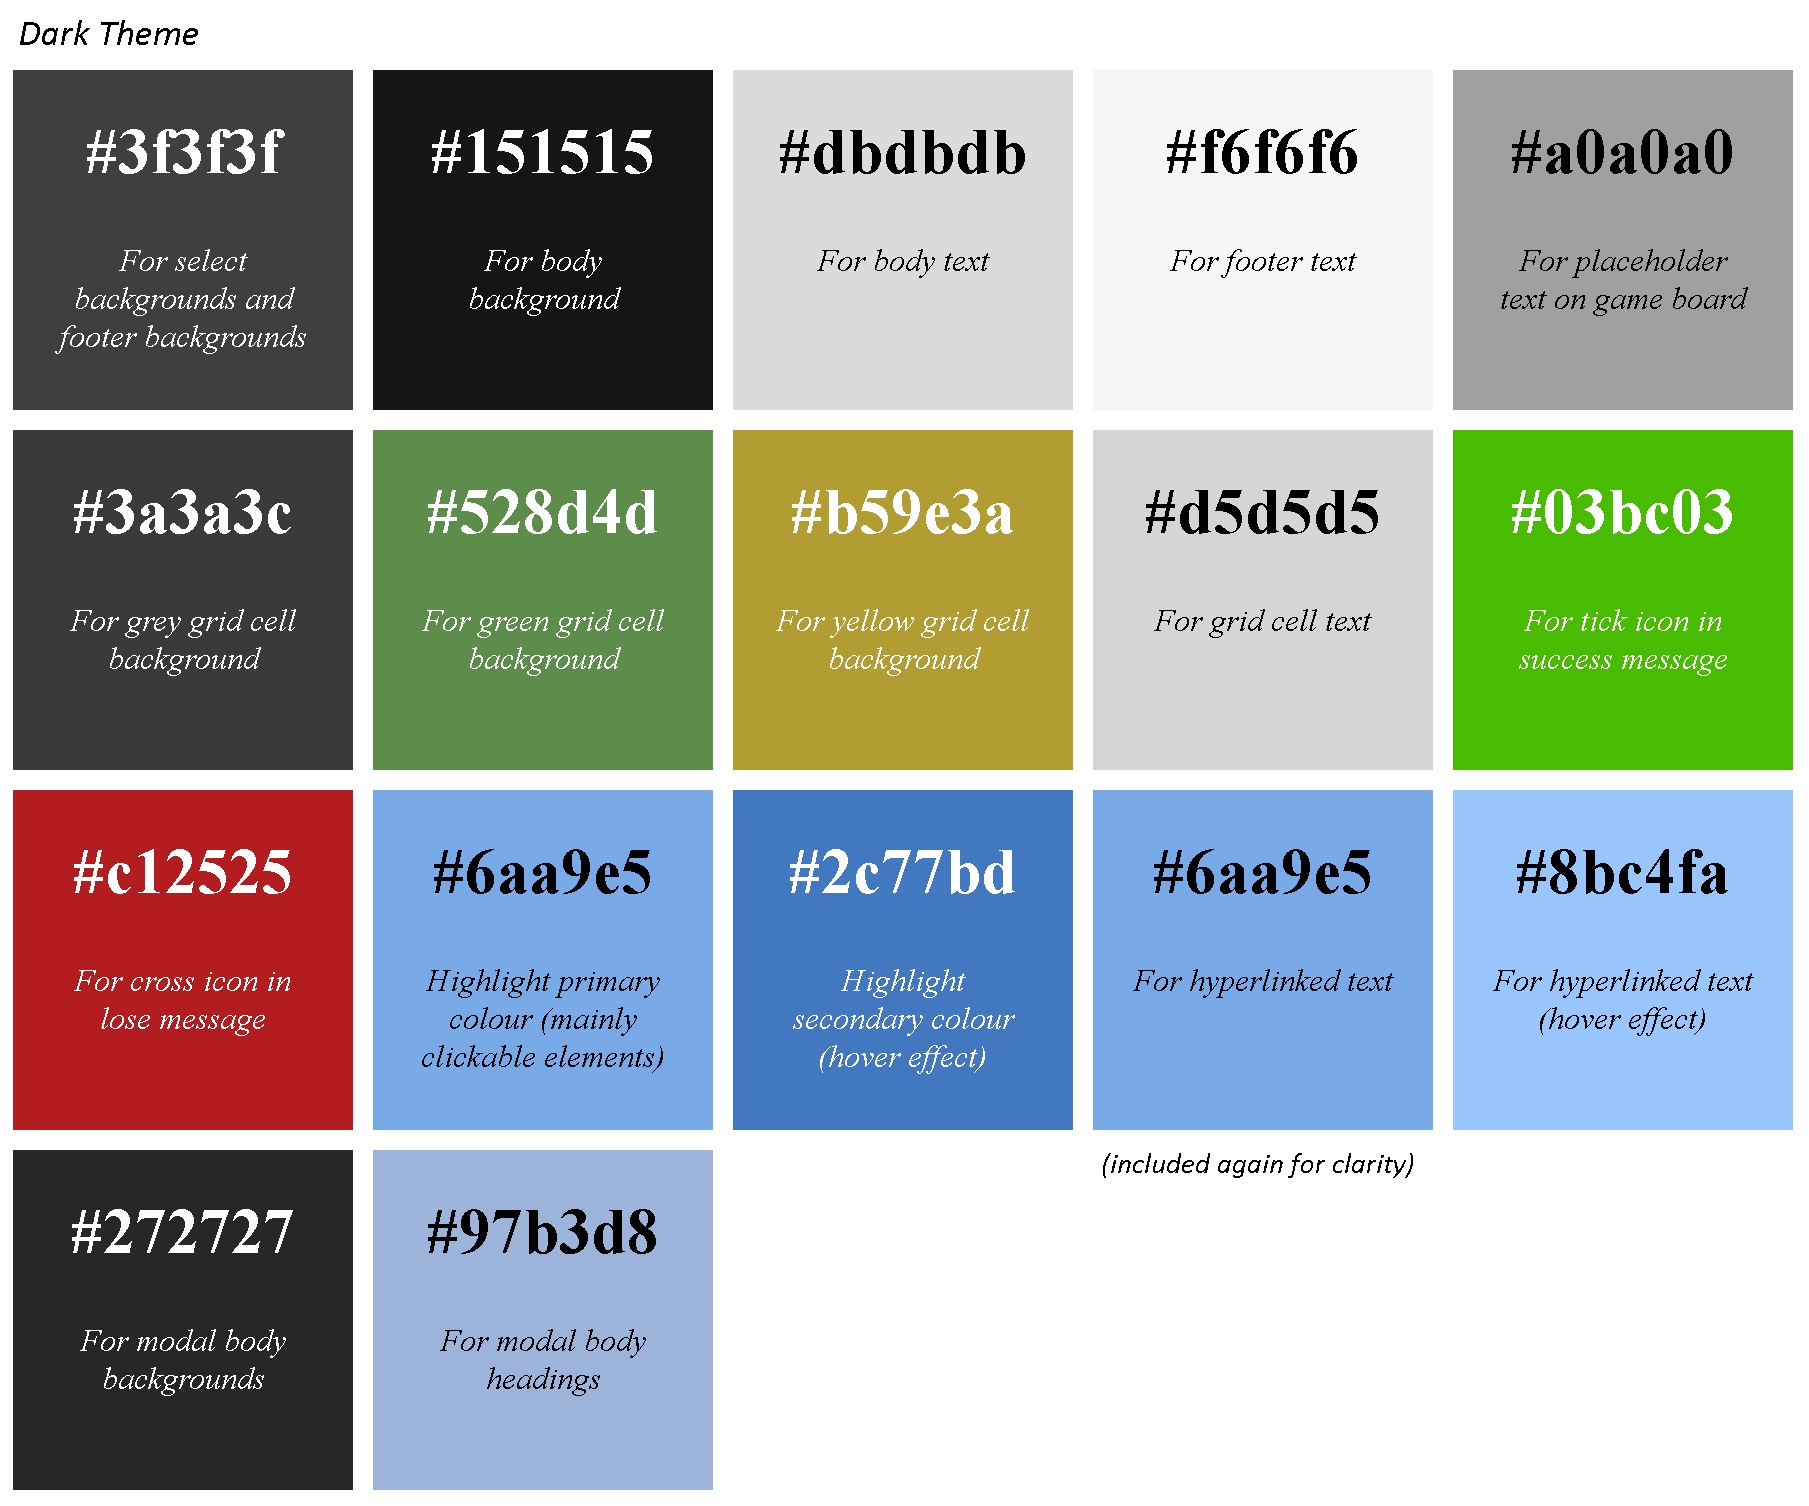 Dark Theme
#3f3f3f
For select
backgrounds and
footer backgrounds
#151515
For body
background
#dbdbdb
For body text
#f6f6f6
For footer text
#a0a0a0
For placeholder
text on game board
#3a3a3c
For grey grid cell
background
#528d4d
For green grid cell
background
#b59e3a
For yellow grid cell
background
#d5d5d5
For grid cell text
#03bc03
For tick icon in
success message
#c12525
For cross icon in
lose message
#6aa9e5
Highlight primary
colour (mainly
clickable elements)
#2c77bd
Highlight
secondary colour
(hover effect)
#6aa9e5
For hyperlinked text
(included again for clarity)
#8bc4fa
For hyperlinked text
(hover effect)
#272727
For modal body
backgrounds
#97b3d8
For modal body
headings